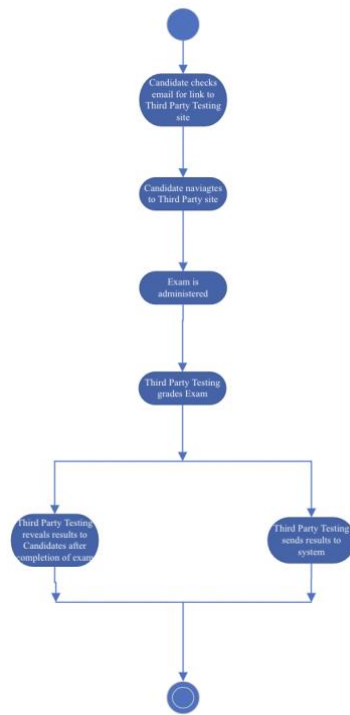 Candidate checks
email for link to
Third Party Testing
site
Candidate naviagtes
to Third Party site
Exam is
administered
Third Party Testing
grades Exam
Third Party Testing
reveals results to
Candidates after
completion of exam
Third Party Testing
sends results to
system